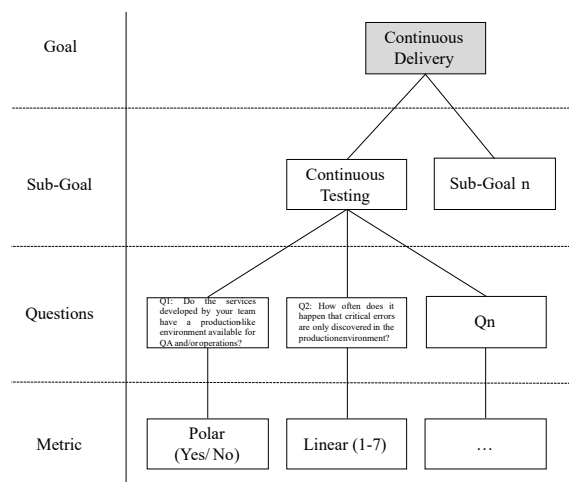 Goal
Continuous
Delivery
Sub-Goal
Continuous
Testing
Sub-Goal n
Questions
Q1: Do the services
developed by your team
have a production-like
environment available for
QA and/oroperations?
Q2: How often does it
happen that critical errors
are only discovered in the
productionenvironment?
Qn
Metric
Polar
(Yes/ No)
Linear (1-7)
…